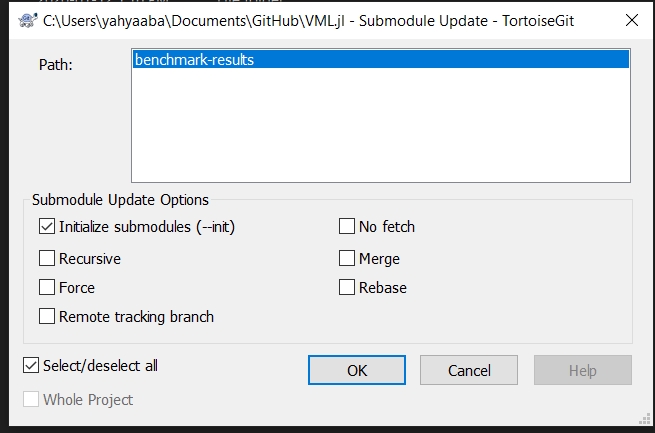 C:\Users\yahyaaba\Documents\GitHub\VML.jl - Submodule Update - TortoiseGit
Path:
benchmark-results
Submodule Update Options
Initialize submodules (--init)
No fetch
Recursive
Merge
Force
Rebase
Remote tracking branch
Select/deselect all
OK
Cancel
Help
Whole Project